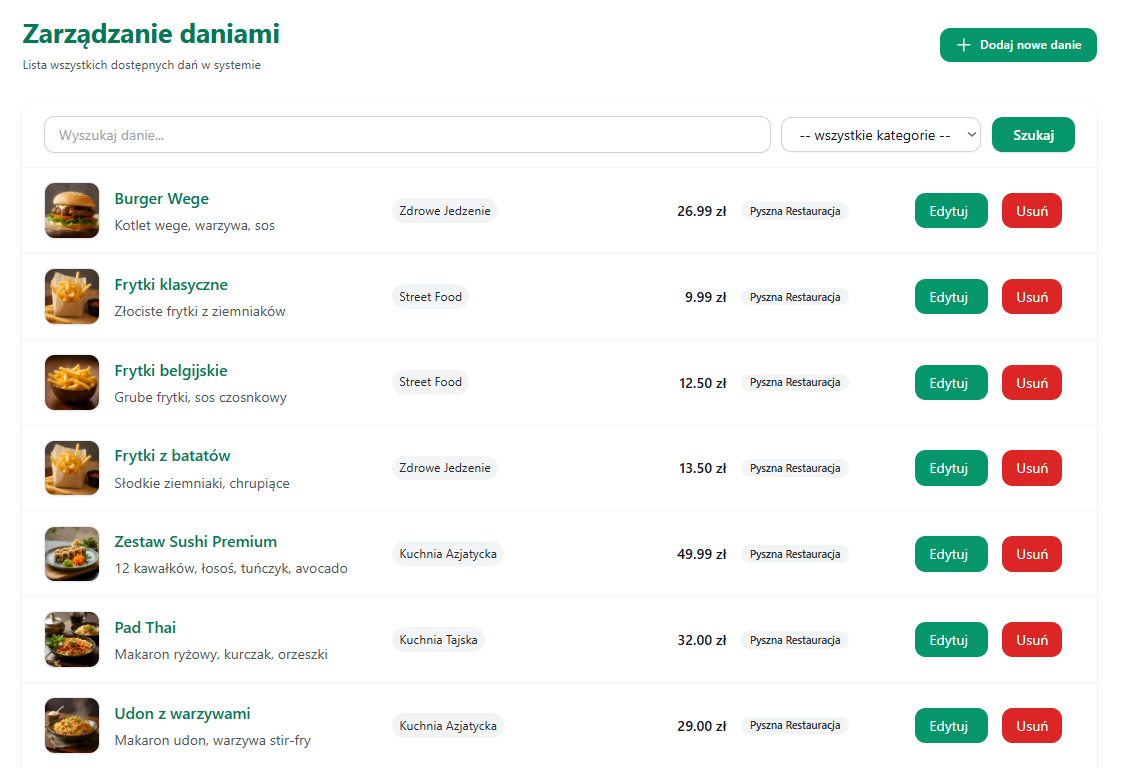 Zarządzanie daniami
Lista wszystkich dostępnych dań w systemie
Dodaj nowe danie
Wyszukaj danie...
-- wszystkie kategorie --
Szukaj
Burger Wege
Kotlet wege, warzywa, sos
Zdrowe Jedzenie
26.99 zł
Pyszna Restauracja
Edytuj
Usuń
Frytki klasyczne
Złociste frytki z ziemniaków
Street Food
9.99 zł
Pyszna Restauracja
Edytuj
Usuń
Frytki belgijskie
Grube frytki, sos czosnkowy
Street Food
12.50 zł
Pyszna Restauracja
Edytuj
Usuń
Frytki z batatów
Słodkie ziemniaki, chrupiące
Zdrowe Jedzenie
13.50 zł
Pyszna Restauracja
Edytuj
Usuń
Zestaw Sushi Premium
12 kawałków, łosoś, tuńczyk, avocado
Kuchnia Azjatycka
49.99 zł
Pyszna Restauracja
Edytuj
Usuń
Pad Thai
Makaron ryżowy, kurczak, orzeszki
Kuchnia Tajska
32.00 zł
Pyszna Restauracja
Edytuj
Usuń
Udon z warzywami
Makaron udon, warzywa stir-fry
Kuchnia Azjatycka
29.00 zł
Pyszna Restauracja
Edytuj
Usuń